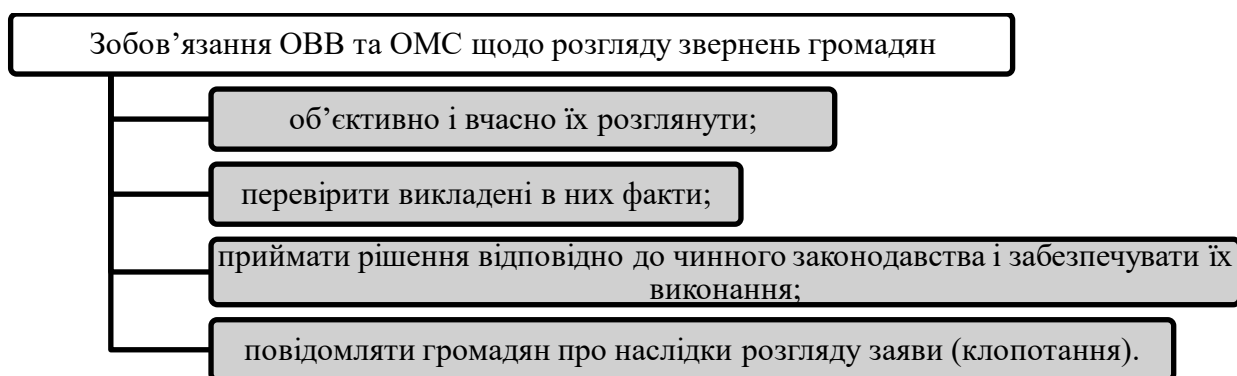 Зобов’язання ОВВ та ОМС щодо розгляду звернень громадян
об’єктивно і вчасно їх розглянути;
перевірити викладені в них факти;
приймати рішення відповідно до чинного законодавства і забезпечувати їх
виконання;
повідомляти громадян про наслідки розгляду заяви (клопотання).